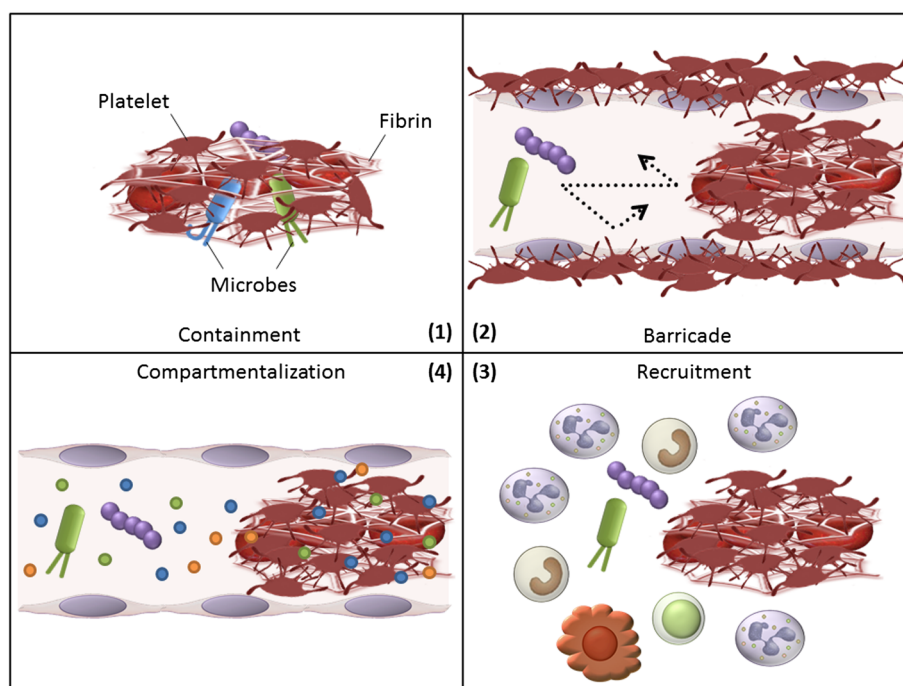 Platelet
Fibrin
Microbes
Containment
(1)
(2)
Barricade
Compartmentalization
(4)
(3)
Recruitment